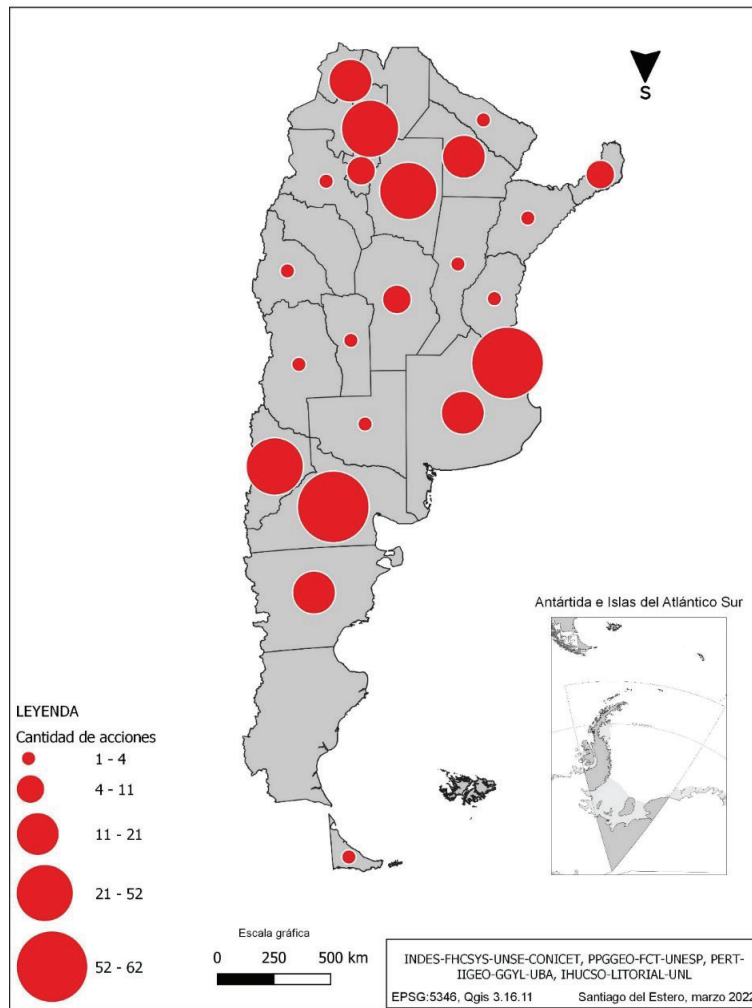 S
Antártida e Islas del Atlántico Sur
LEYENDA
Cantidad de acciones
1 - 4
4 - 11
11 - 21
21 - 52
52 - 62
Escala gráfica
0 250 500 km
INDES-FHCSYS-UNSE-CONICET, PPGGEO-FCT-UNESP, PERT-
IIGEO-GGYL-UBA, IHUCSO-LITORIAL-UNL
EPSG:5346, Qgis 3.16.11 Santiago del Estero, marzo 2022